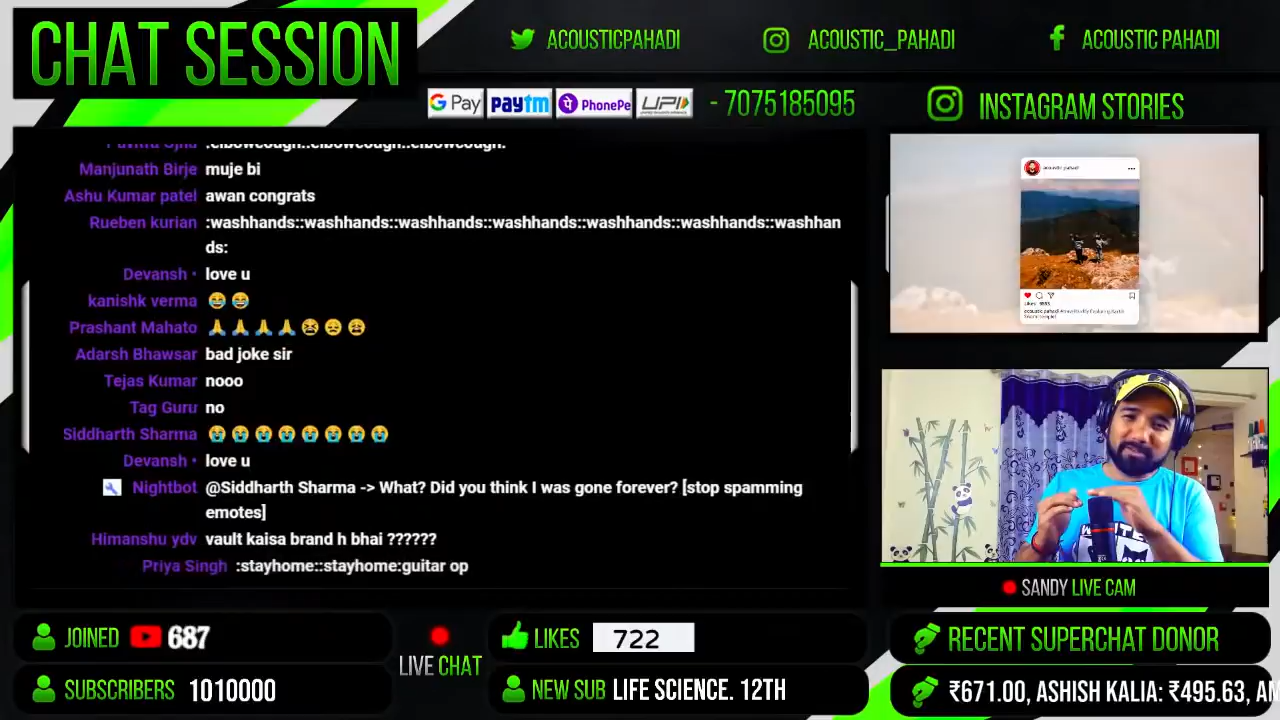 CHAT SESSION
ACOUSTICPAHADI
ACOUSTIC_PAHADI
ACOUSTIC PAHADI
G Pay Paytm PhonePe UPI - 7075185095
INSTAGRAM STORIES
Manjunath Birje muje bi
Ashu Kumar patel awan congrats
Rueben kurian :washhands::washhands::washhands::washhands::washhands::washhands::washhan
ds:
Devansh · love u
kanishk verma 😂😂
Prashant Mahato 🙏🙏🙏🙏😫😣😩
Adarsh Bhawsar bad joke sir
Tejas Kumar nooo
Tag Guru no
Siddharth Sharma 😭😭😭😭😭😭😭😭
Devansh · love u
Nightbot @Siddharth Sharma -> What? Did you think I was gone forever? [stop spamming
emotes]
Himanshu ydv vault kaisa brand h bhai ??????
Priya Singh :stayhome::stayhome:guitar op
acoustic pahadi
SANDY LIVE CAM
JOINED 687
LIVE CHAT
LIKES 722
RECENT SUPERCHAT DONOR
SUBSCRIBERS 1010000
NEW SUB LIFE SCIENCE. 12TH
₹671.00, ASHISH KALIA: ₹495.63,